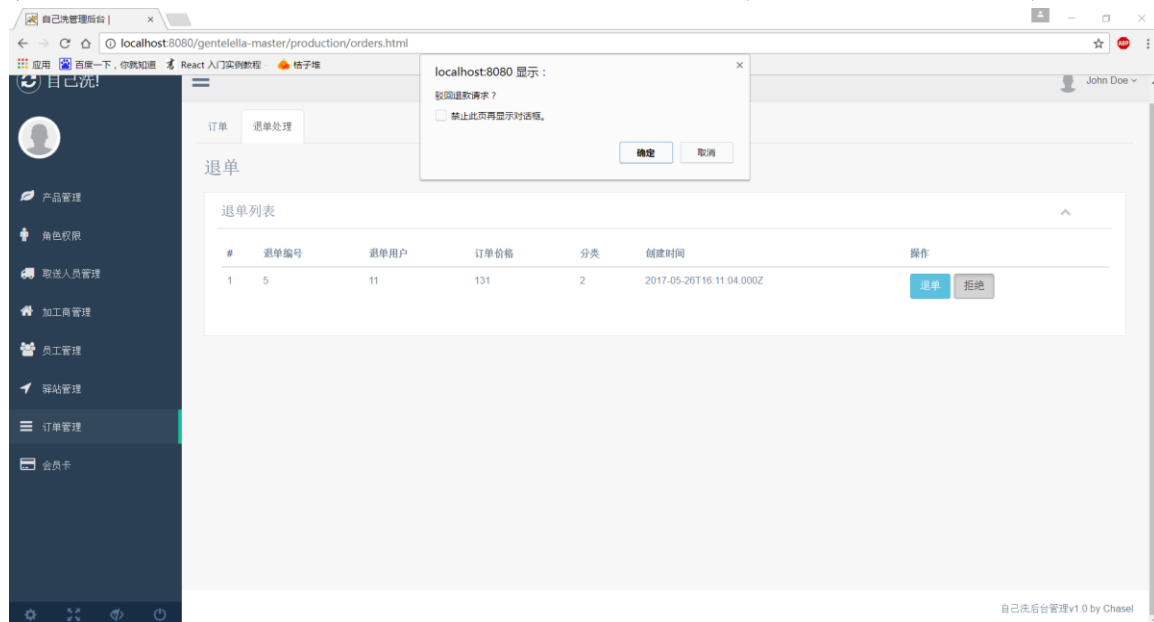 自己洗管理后台 |
localhost:8080/gentelella-master/production/orders.html
应用 百度一下，你就知道 React 入门实例教程 桔子堆
自己洗!
John Doe
localhost:8080 显示：
驳回退款请求？
禁止此页再显示对话框。
确定 取消
订单 退单处理
退单
产品管理
角色权限
取送人员管理
加工商管理
员工管理
驿站管理
订单管理
会员卡
退单列表
# 退单编号 退单用户 订单价格 分类 创建时间 操作
1 5 11 131 2 2017-05-26T16:11:04.000Z 退单 拒绝
自己洗后台管理v1.0 by Chasel